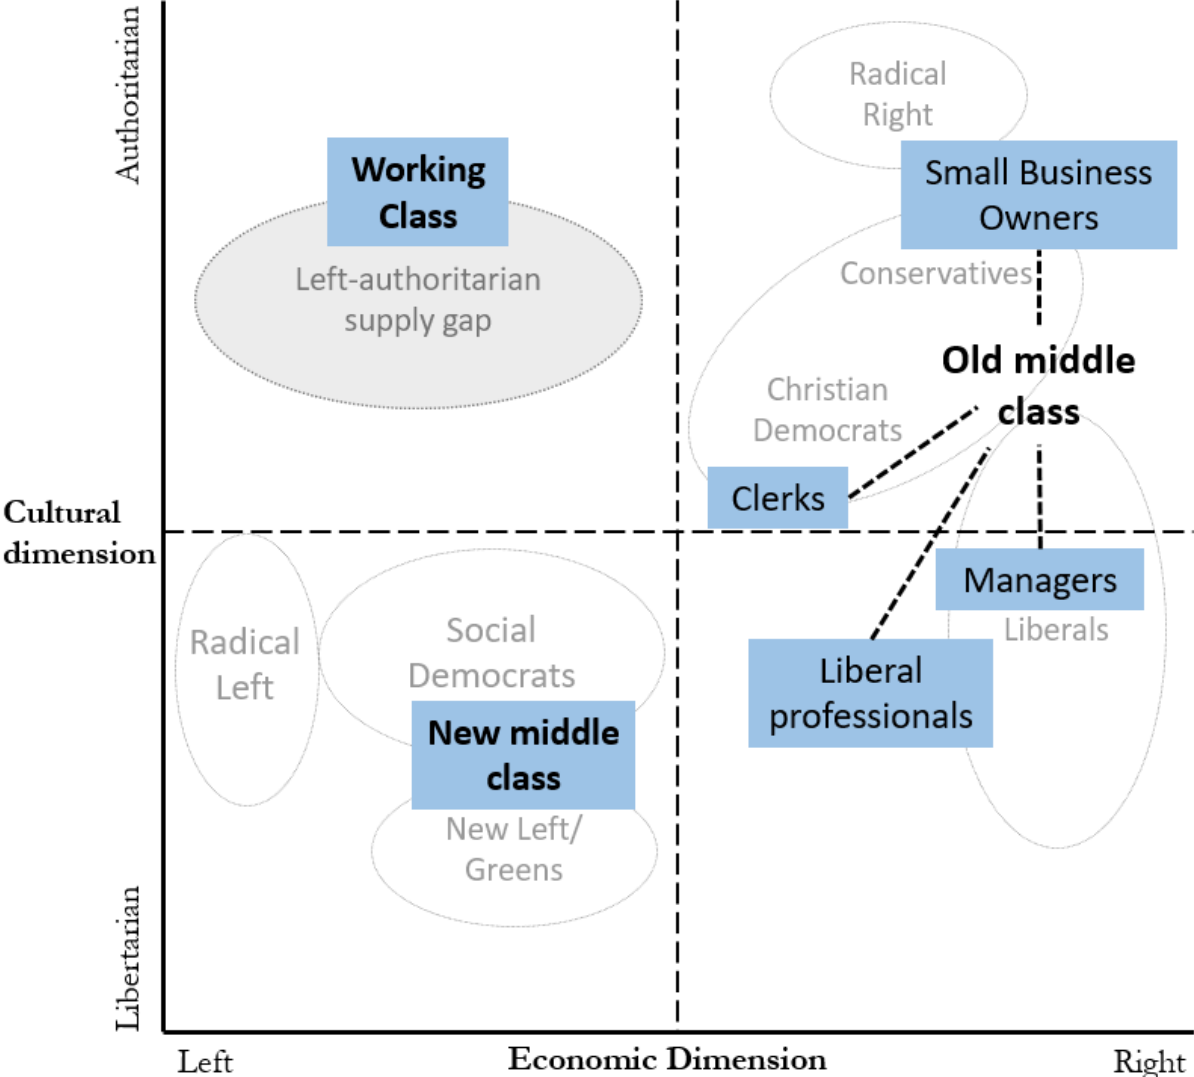 Authoritarian
Radical
Right
Working
Class
Small Business
Owners
Left-authoritarian
supply gap
Conservatives
Old middle
class
Christian
Democrats
Clerks
Cultural
dimension
Managers
Liberals
Radical
Left
Social
Democrats
Liberal
professionals
New middle
class
New Left/
Greens
Libertarian
Left
Economic Dimension
Right